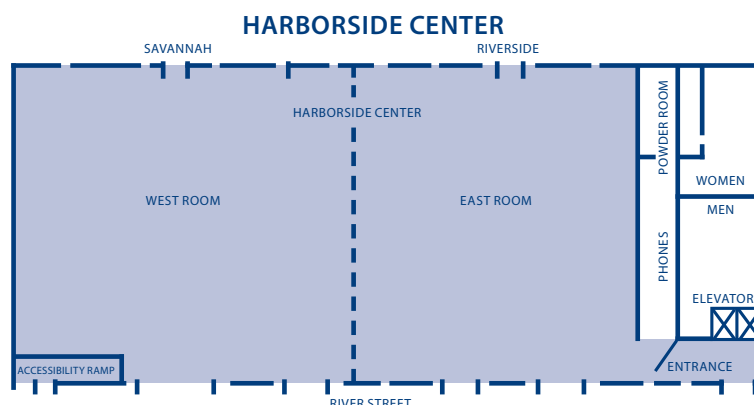 HARBORSIDE CENTER
SAVANNAH
RIVERSIDE
HARBORSIDE CENTER
WEST ROOM
EAST ROOM
POWDER ROOM
WOMEN
MEN
PHONES
ELEVATOR
ENTRANCE
ACCESSIBILITY RAMP
RIVER STREET